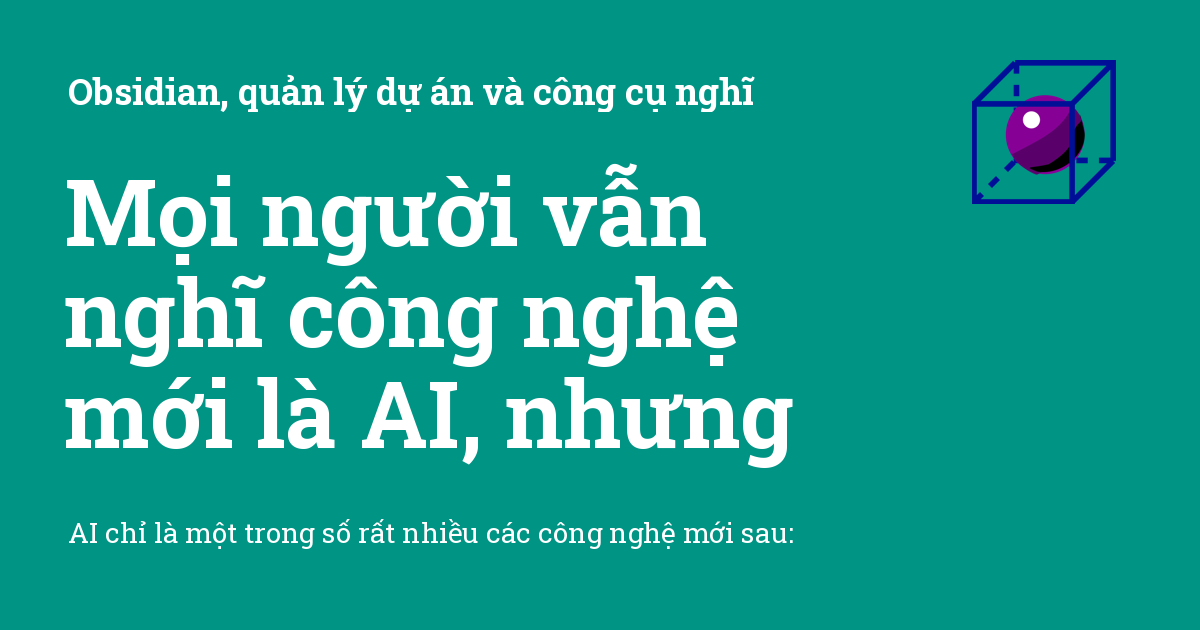 Obsidian, quản lý dự án và công cụ nghĩ
Mọi người vẫn
nghĩ công nghệ
mới là AI, nhưng
AI chỉ là một trong số rất nhiều các công nghệ mới sau: